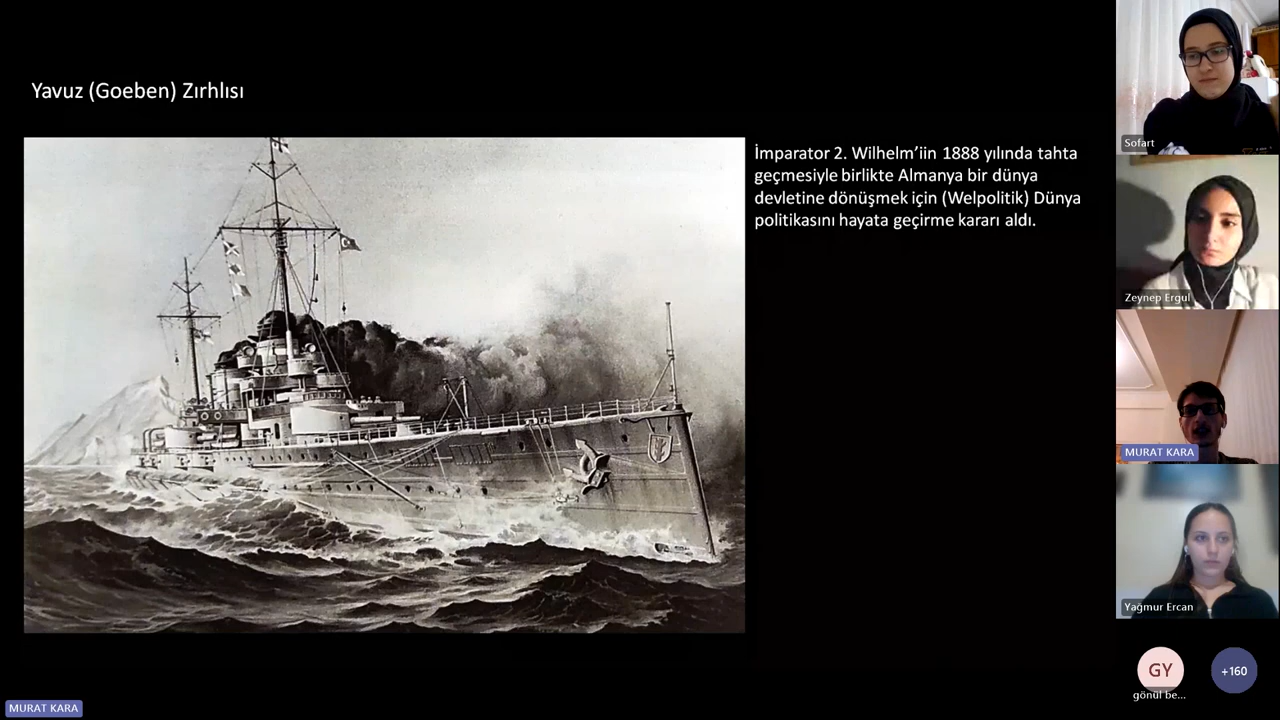 Yavuz (Goeben) Zırhlısı
İmparator 2. Wilhelm’iin 1888 yılında tahta
geçmesiyle birlikte Almanya bir dünya
devletine dönüşmek için (Welpolitik) Dünya
politikasını hayata geçirme kararı aldı.
Sofart
Zeynep Ergul
MURAT KARA
Yağmur Ercan
GY
+160
gönül be...
MURAT KARA